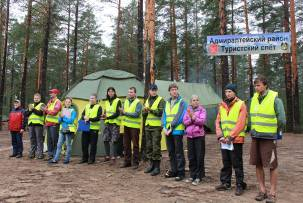 Адмиралтейский район
Туристский слёт